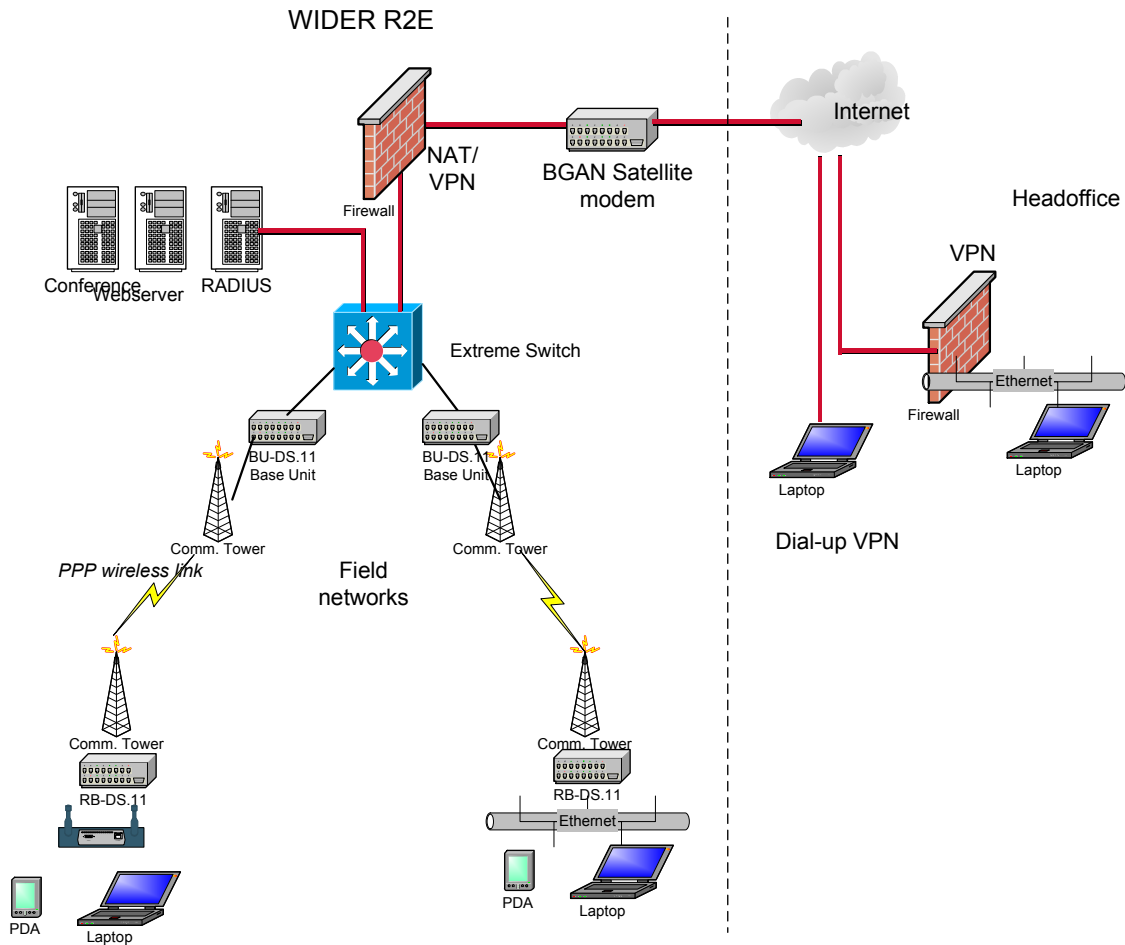 WIDER R2E
Internet
NAT/
VPN
BGAN Satellite
modem
Firewall
Headoffice
Conference
Webserver
RADIUS
VPN
Extreme Switch
Ethernet
Firewall
BU-DS.11
Base Unit
BU-DS.11
Base Unit
Laptop
Laptop
Comm. Tower
Comm. Tower
Dial-up VPN
PPP wireless link
Field
networks
Comm. Tower
Comm. Tower
RB-DS.11
RB-DS.11
Ethernet
PDA
Laptop
PDA
Laptop